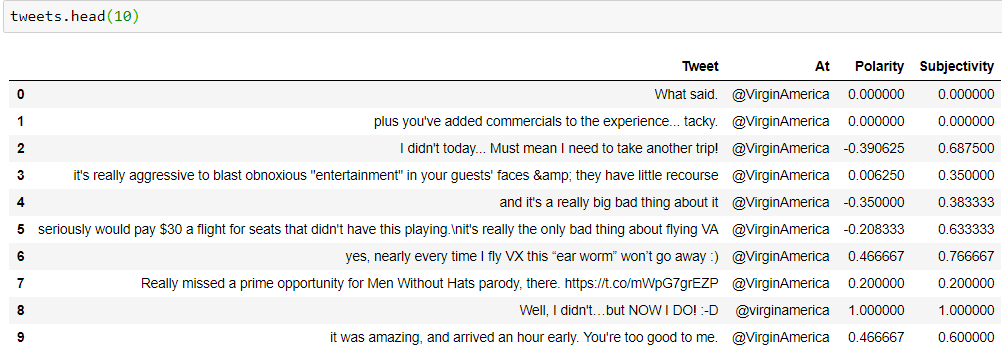 tweets.head(10)
Tweet At Polarity Subjectivity
0 What said. @VirginAmerica 0.000000 0.000000
1 plus you've added commercials to the experience... tacky. @VirginAmerica 0.000000 0.000000
2 I didn't today... Must mean I need to take another trip! @VirginAmerica -0.390625 0.687500
3 it's really aggressive to blast obnoxious "entertainment" in your guests' faces &amp; they have little recourse @VirginAmerica 0.006250 0.350000
4 and it's a really big bad thing about it @VirginAmerica -0.350000 0.383333
5 seriously would pay $30 a flight for seats that didn't have this playing.\nit's really the only bad thing about flying VA @VirginAmerica -0.208333 0.633333
6 yes, nearly every time I fly VX this “ear worm” won’t go away :) @VirginAmerica 0.466667 0.766667
7 Really missed a prime opportunity for Men Without Hats parody, there. https://t.co/mWpG7grEZP @VirginAmerica 0.200000 0.200000
8 Well, I didn't…but NOW I DO! :-D @virginamerica 1.000000 1.000000
9 it was amazing, and arrived an hour early. You're too good to me. @VirginAmerica 0.466667 0.600000